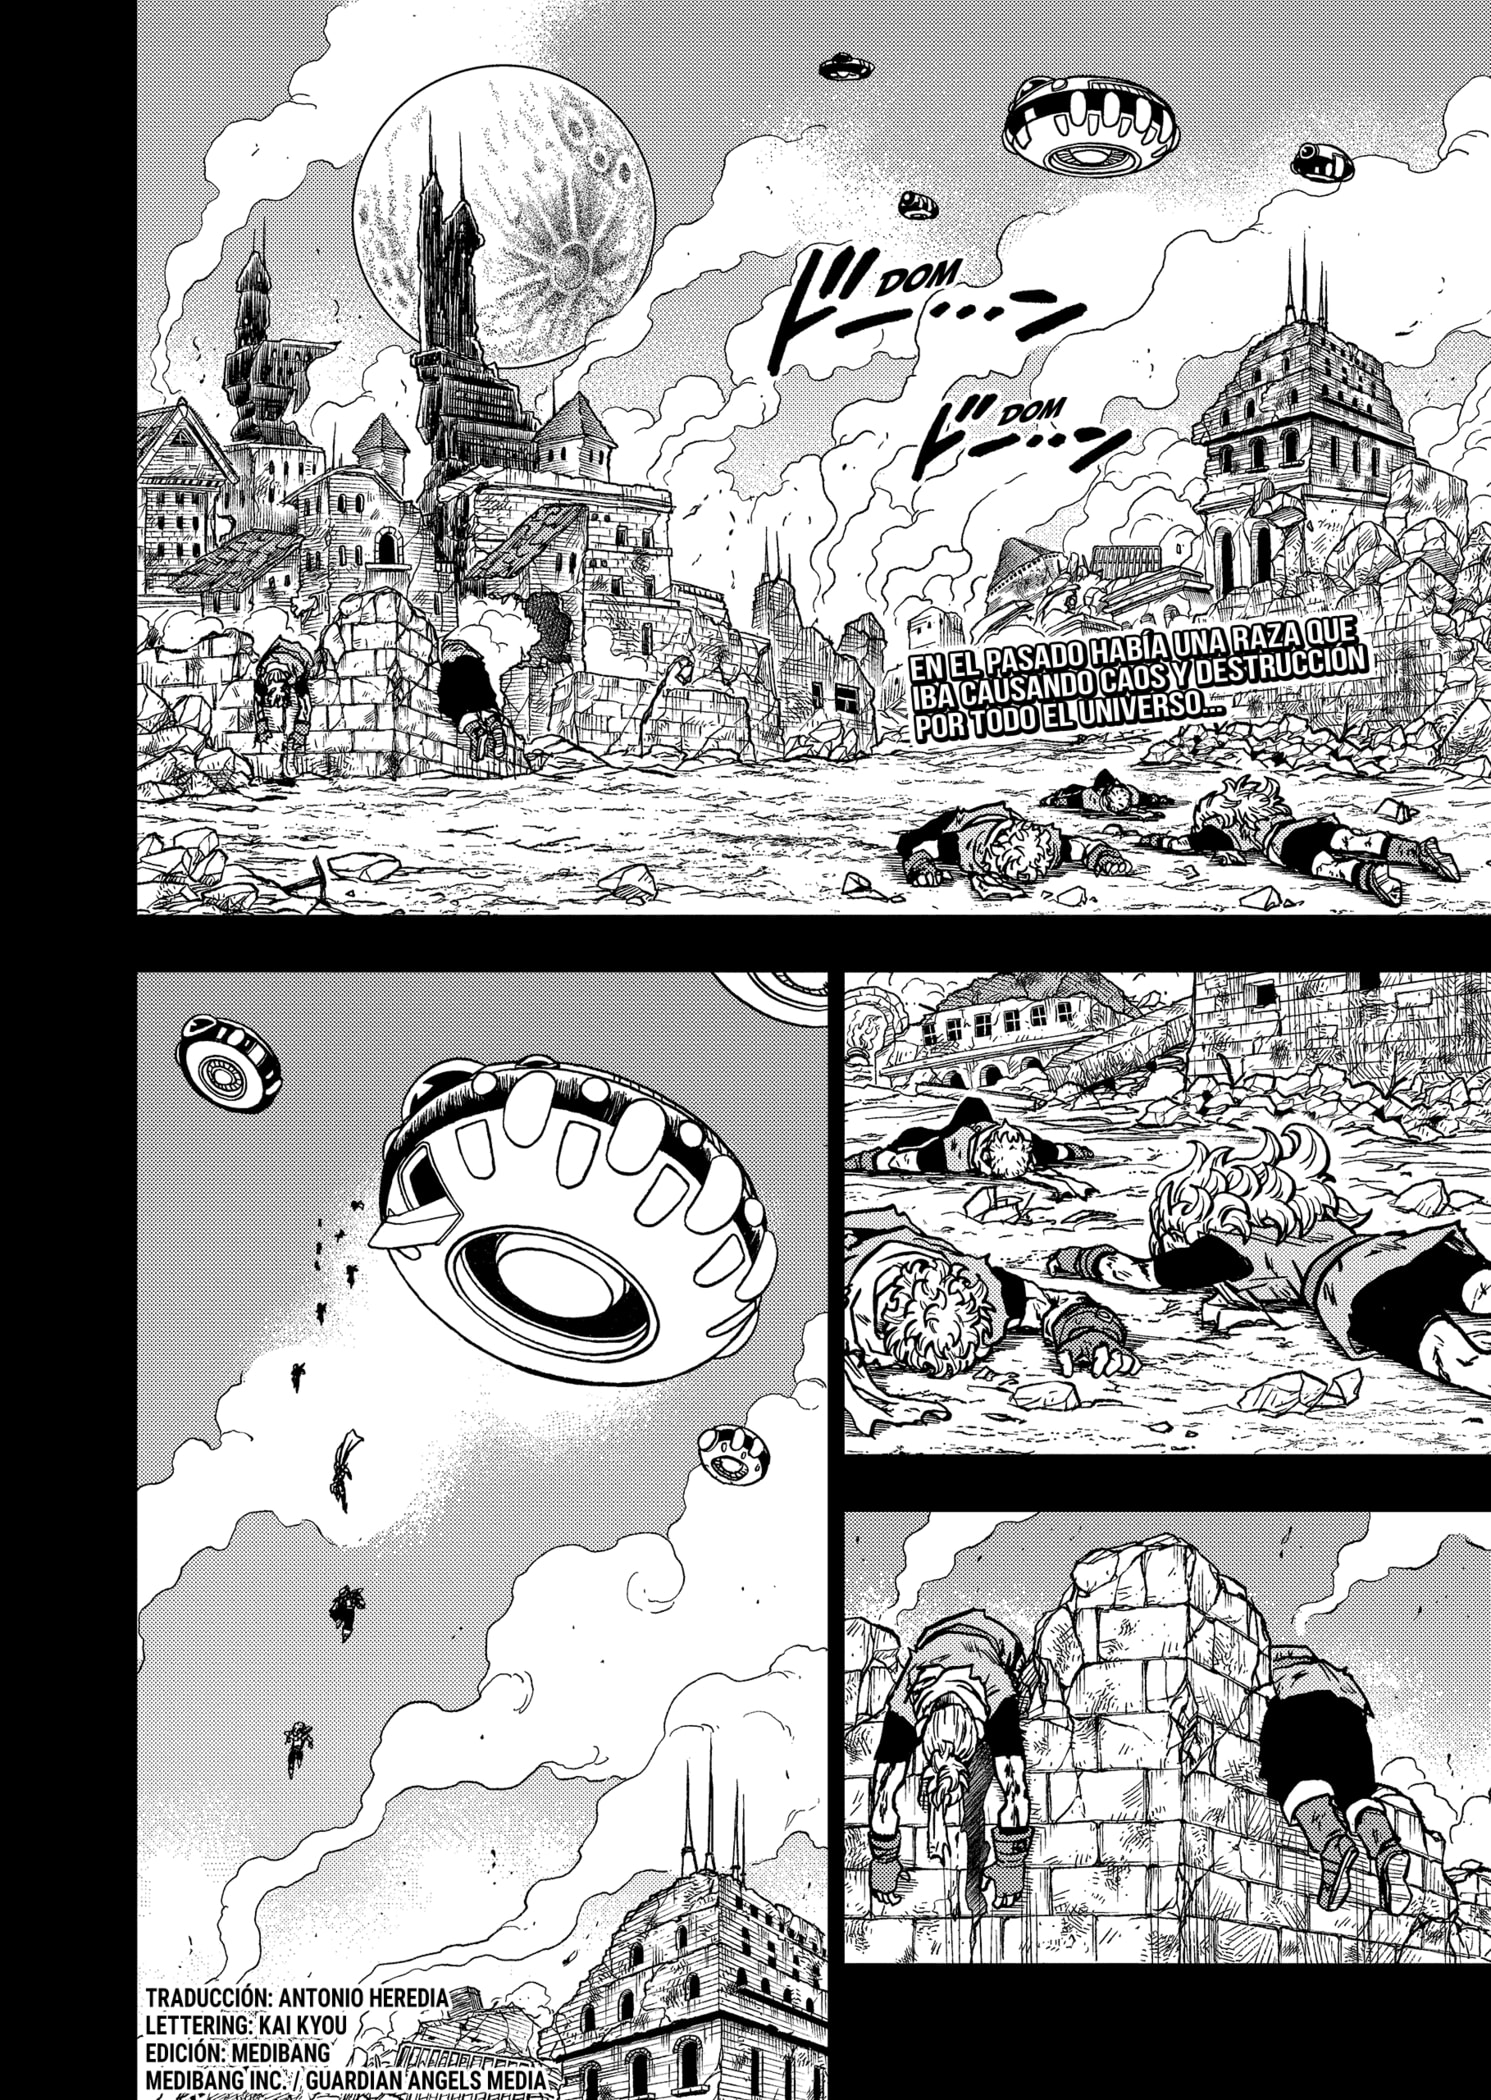 ドーン…
DOM
ドーン…
DOM
EN EL PASADO HABÍA UNA RAZA QUE
IBA CAUSANDO CAOS Y DESTRUCCIÓN
POR TODO EL UNIVERSO...
TRADUCCIÓN: ANTONIO HEREDIA
LETTERING: KAI KYOU
EDICIÓN: MEDIBANG
MEDIBANG INC. / GUARDIAN ANGELS MEDIA